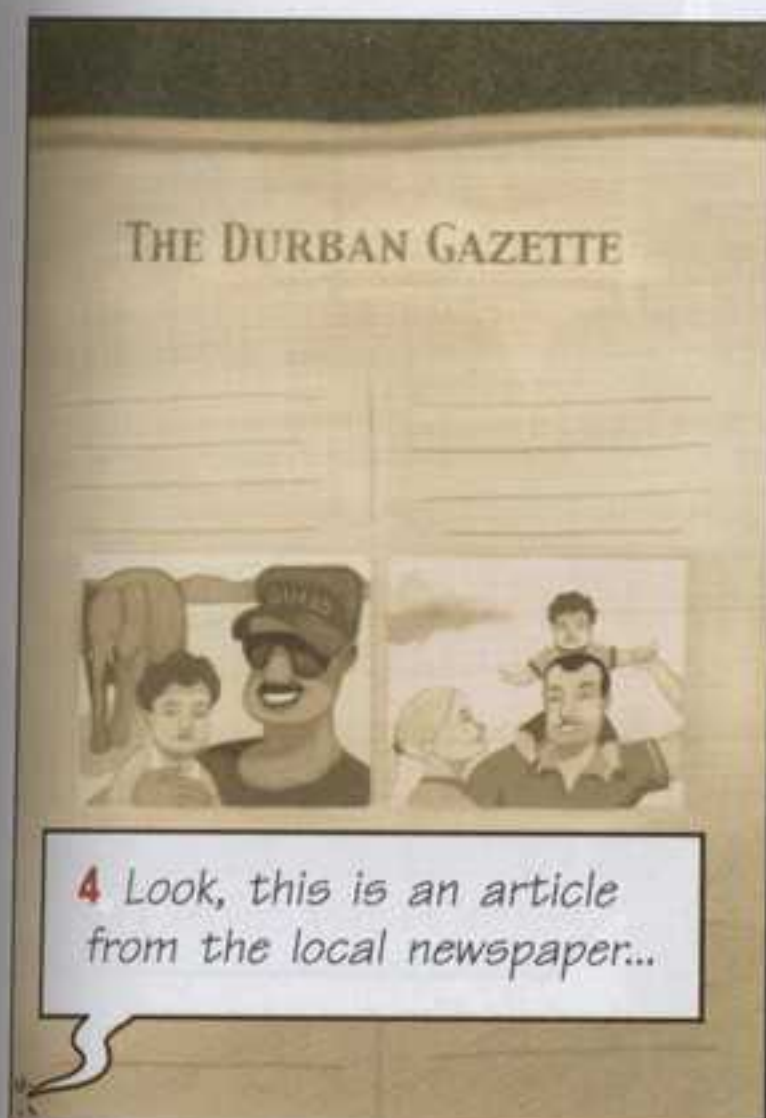 THE DURBAN GAZETTE
4 Look, this is an article
from the local newspaper...